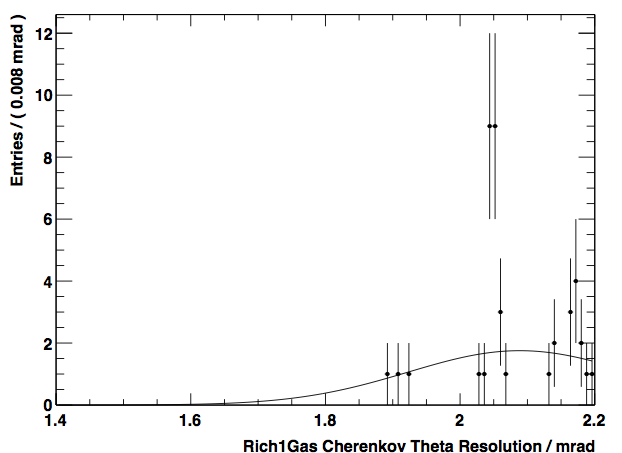 Entries / ( 0.008 mrad )
12
10
8
6
4
2
0
1.4 1.6 1.8 2 2.2
Rich1Gas Cherenkov Theta Resolution / mrad